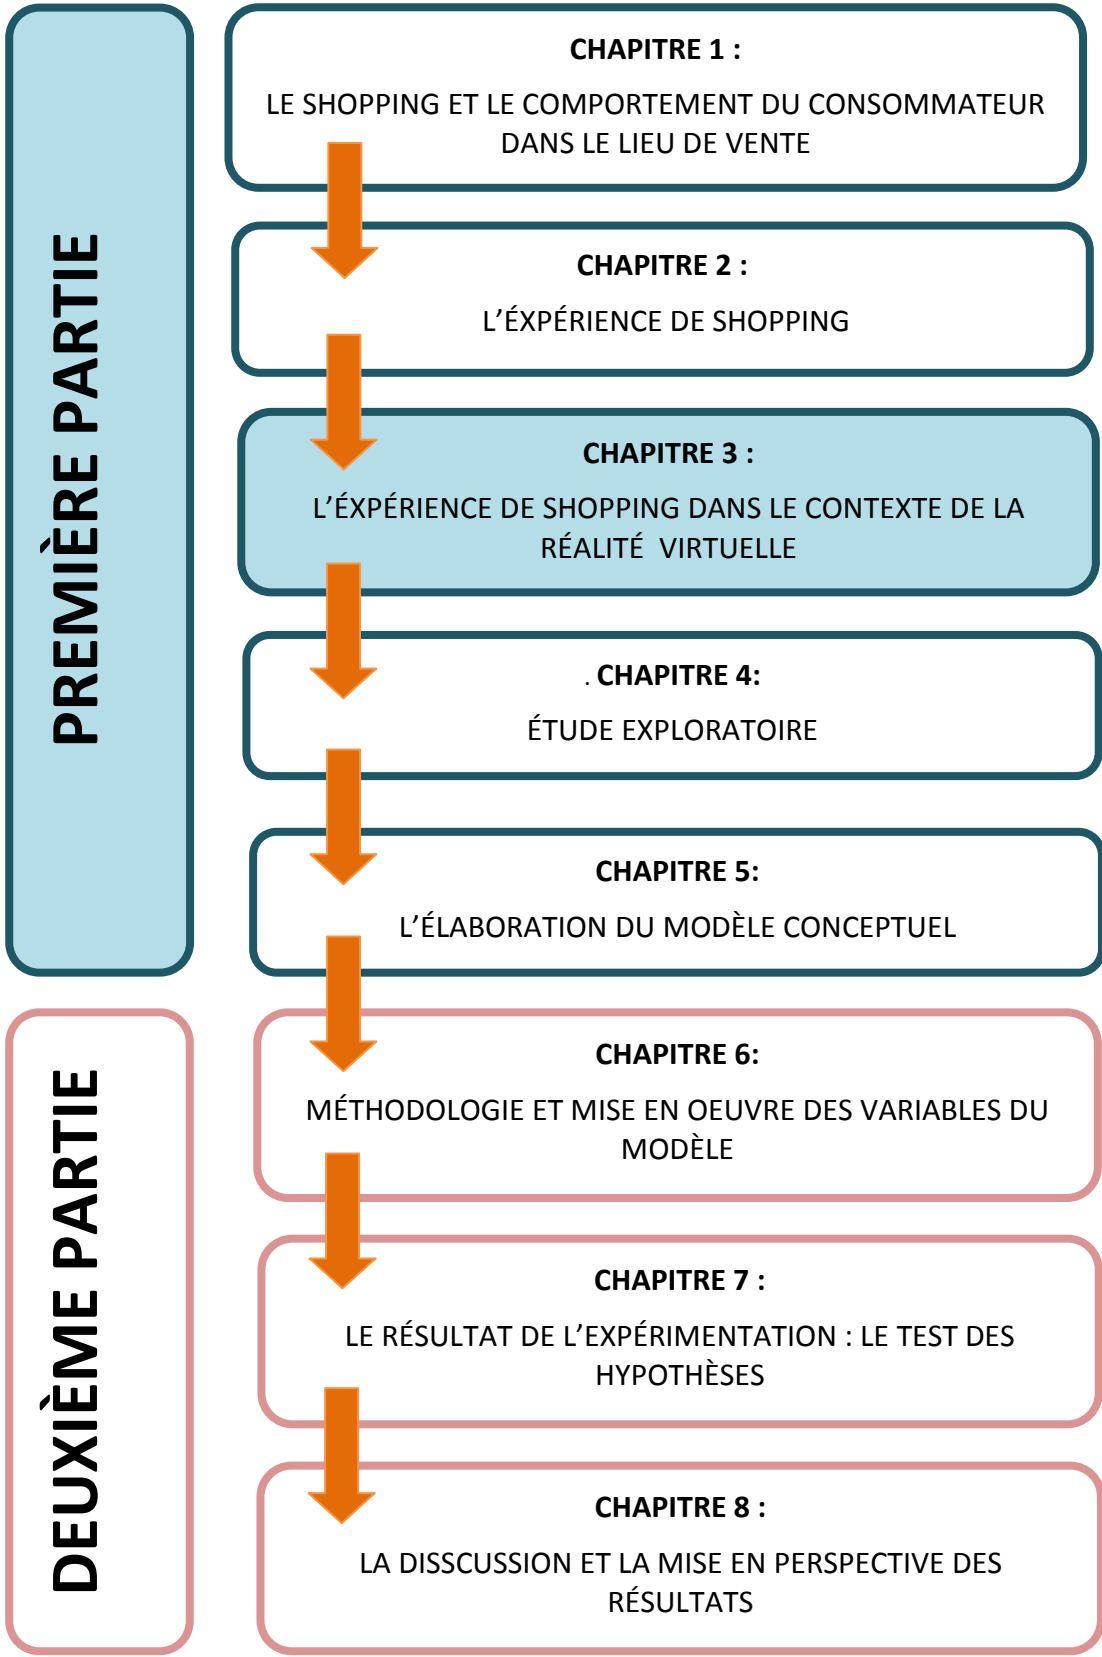 PREMIÈRE PARTIE
CHAPITRE 1 :
LE SHOPPING ET LE COMPORTEMENT DU CONSOMMATEUR
DANS LE LIEU DE VENTE
CHAPITRE 2 :
L’ÉXPÉRIENCE DE SHOPPING
CHAPITRE 3 :
L’ÉXPÉRIENCE DE SHOPPING DANS LE CONTEXTE DE LA
RÉALITÉ VIRTUELLE
. CHAPITRE 4:
ÉTUDE EXPLORATOIRE
CHAPITRE 5:
L’ÉLABORATION DU MODÈLE CONCEPTUEL
DEUXIÈME PARTIE
CHAPITRE 6:
MÉTHODOLOGIE ET MISE EN OEUVRE DES VARIABLES DU
MODÈLE
CHAPITRE 7 :
LE RÉSULTAT DE L’EXPÉRIMENTATION : LE TEST DES
HYPOTHÈSES
CHAPITRE 8 :
LA DISSCUSSION ET LA MISE EN PERSPECTIVE DES
RÉSULTATS